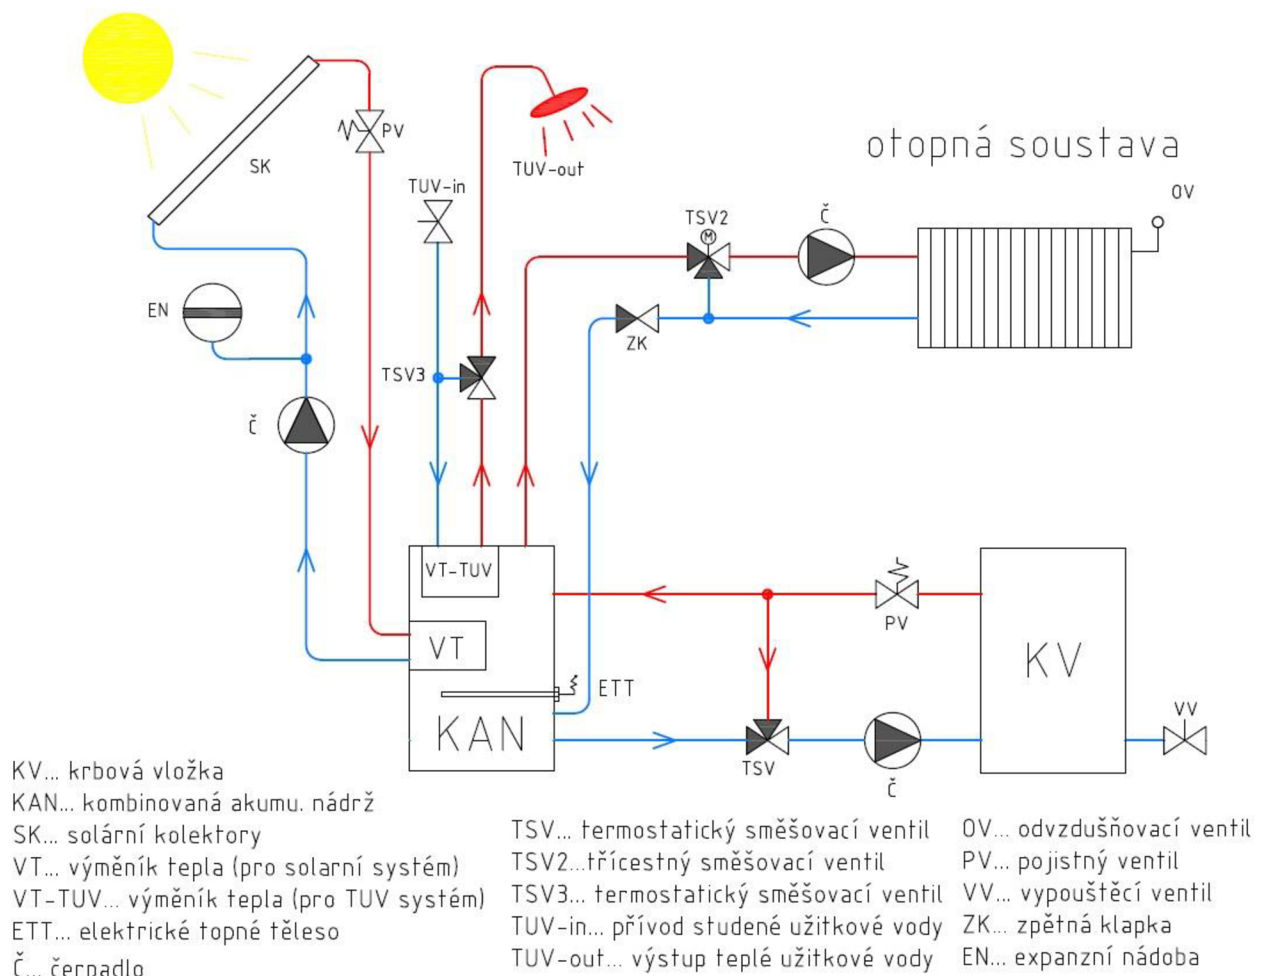 SK
PV
TUV-in
TUV-out
otopná soustava
OV
TSV2
M
Č
EN
ZK
TSV3
Č
VT-TUV
VT
ETT
KAN
PV
KV
VV
TSV
Č
KV... krbová vložka
KAN... kombinovaná akumu. nádrž
SK... solární kolektory
VT... výměník tepla (pro solarní systém)
VT-TUV... výměník tepla (pro TUV systém)
ETT... elektrické topné těleso
Č... čerpadlo
TSV... termostatický směšovací ventil
TSV2...třícestný směšovací ventil
TSV3... termostatický směšovací ventil
TUV-in... přívod studené užitkové vody
TUV-out... výstup teplé užitkové vody
OV... odvzdušňovací ventil
PV... pojistný ventil
VV... vypouštěcí ventil
ZK... zpětná klapka
EN... expanzní nádoba